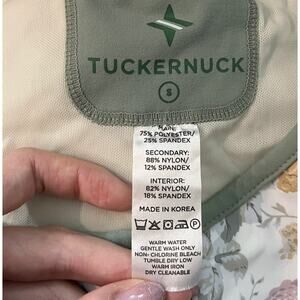 TUCKERNUCK
S
MAIN:
75% POLYESTER/
25% SPANDEX
SECONDARY:
88% NYLON/
12% SPANDEX
INTERIOR:
82% NYLON/
18% SPANDEX
MADE IN KOREA
WARM WATER
GENTLE WASH ONLY
NON- CHLORINE BLEACH
TUMBLE DRY LOW
WARM IRON
DRY CLEANABLE